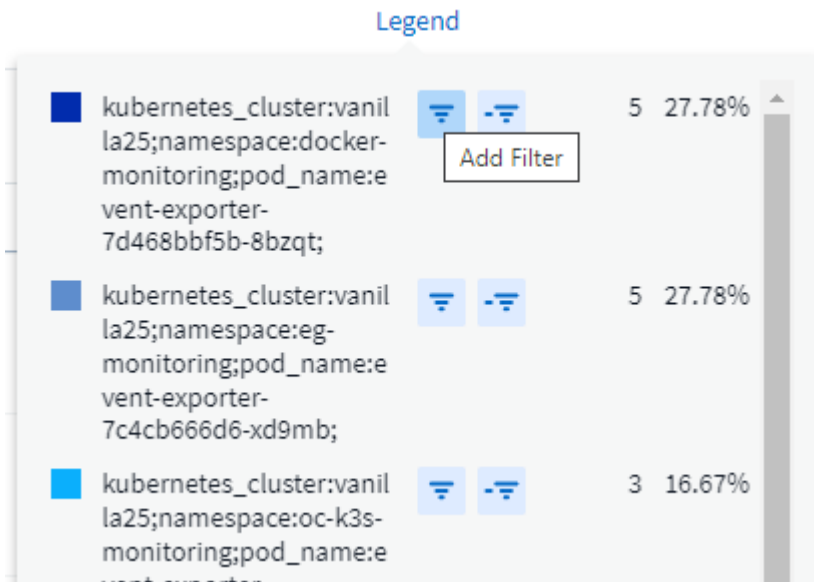 Legend
kubernetes_cluster:vanil 5 27.78%
la25;namespace:docker-
monitoring;pod_name:e
vent-exporter-
7d468bbf5b-8bzqt;
Add Filter
kubernetes_cluster:vanil 5 27.78%
la25;namespace:eg-
monitoring;pod_name:e
vent-exporter-
7c4cb666d6-xd9mb;
kubernetes_cluster:vanil 3 16.67%
la25;namespace:oc-k3s-
monitoring;pod_name:e
vent-exporter-